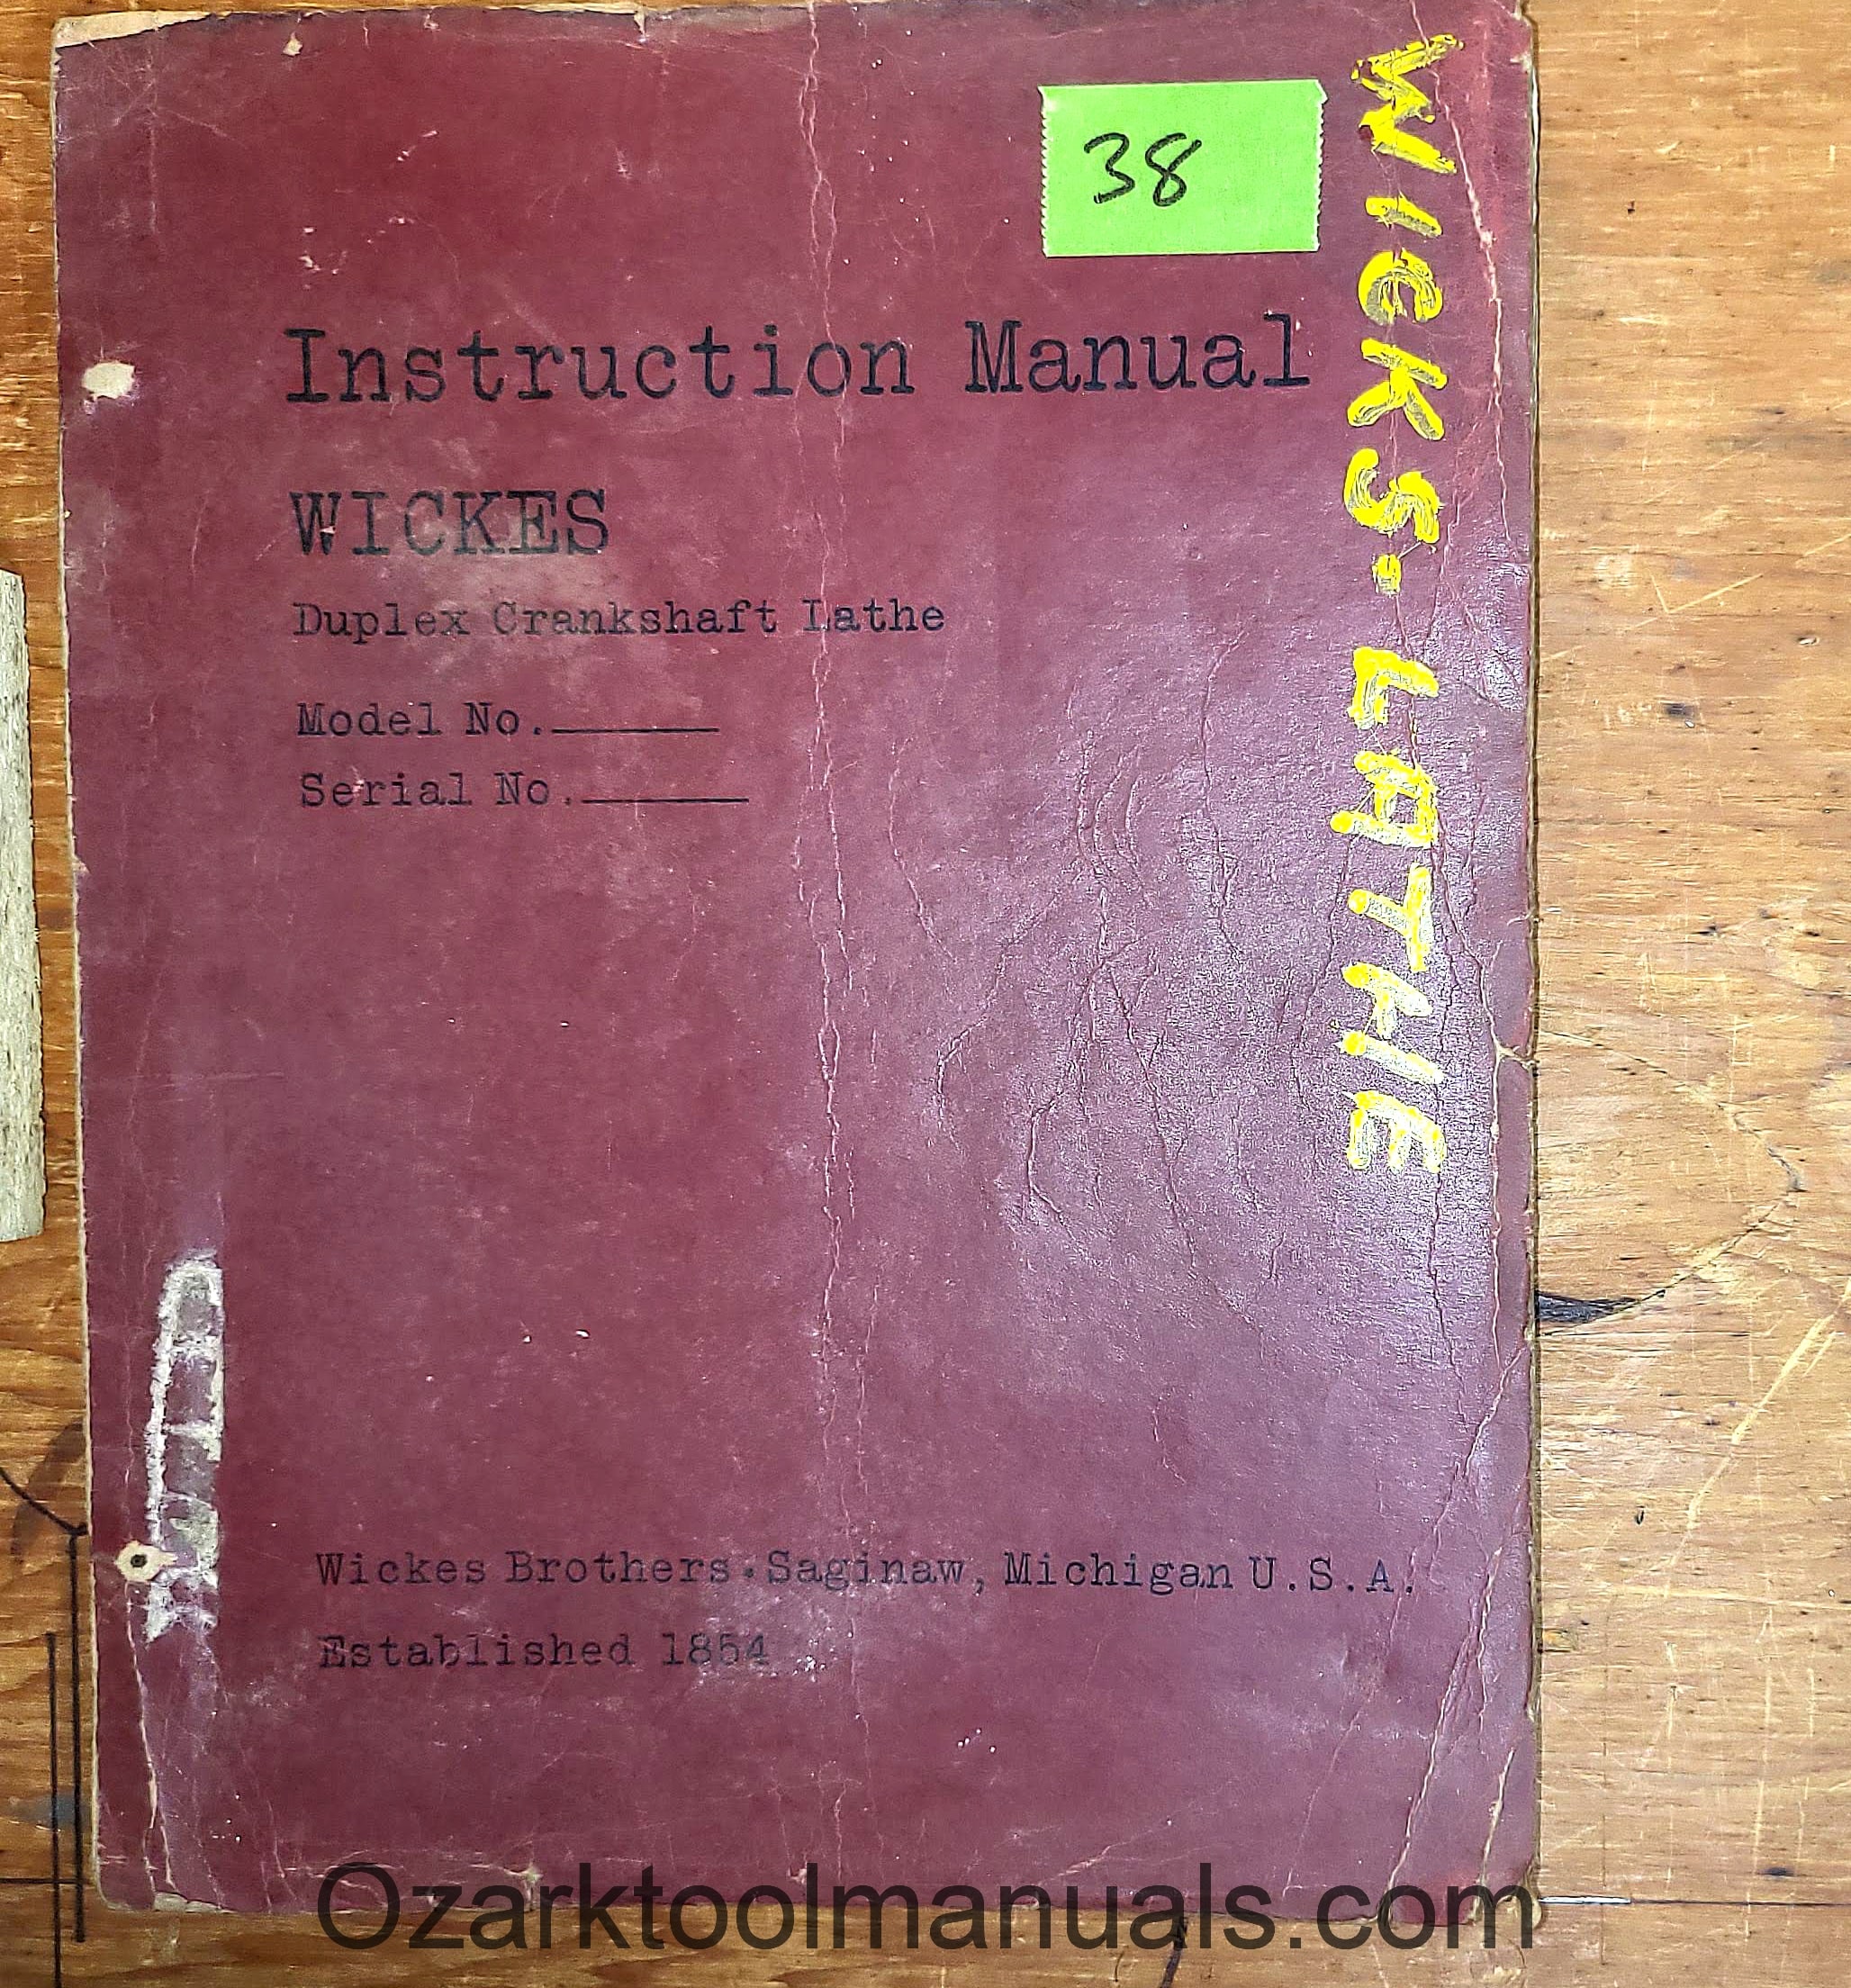 38
Instruction Manual
WICKES
Duplex Crankshaft Lathe
Model No.
Serial No.
Wickes Brothers·Saginaw, Michigan U.S.A.
Established 1854
WICKS. LATHE
Ozarktoolmanuals.com